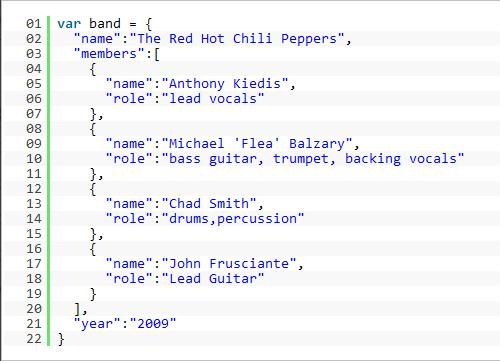 01 var band = {
02   "name":"The Red Hot Chili Peppers",
03   "members":[
04     {
05       "name":"Anthony Kiedis",
06       "role":"lead vocals"
07     },
08     {
09       "name":"Michael 'Flea' Balzary",
10       "role":"bass guitar, trumpet, backing vocals"
11     },
12     {
13       "name":"Chad Smith",
14       "role":"drums,percussion"
15     },
16     {
17       "name":"John Frusciante",
18       "role":"Lead Guitar"
19     }
20   ],
21   "year":"2009"
22 }